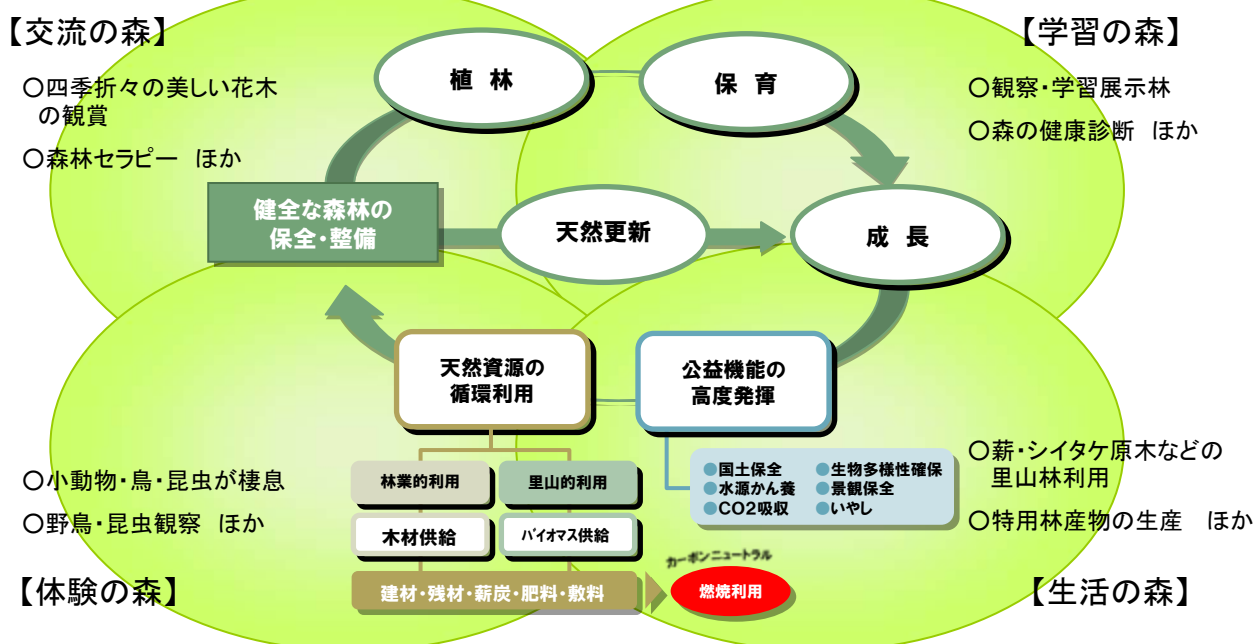 【交流の森】
〇四季折々の美しい花木
の観賞
〇森林セラピー ほか
【学習の森】
〇観察・学習展示林
〇森の健康診断 ほか
植 林
保 育
健全な森林の
保全・整備
天然更新
成 長
天然資源の
循環利用
公益機能の
高度発揮
林業的利用
里山的利用
木材供給
バイオマス供給
建材・残材・薪炭・肥料・敷料
カーボンニュートラル
燃焼利用
●国土保全
●水源かん養
●CO2吸収
●生物多様性確保
●景観保全
●いやし
〇小動物・鳥・昆虫が棲息
〇野鳥・昆虫観察 ほか
【体験の森】
〇薪・シイタケ原木などの
里山林利用
〇特用林産物の生産 ほか
【生活の森】